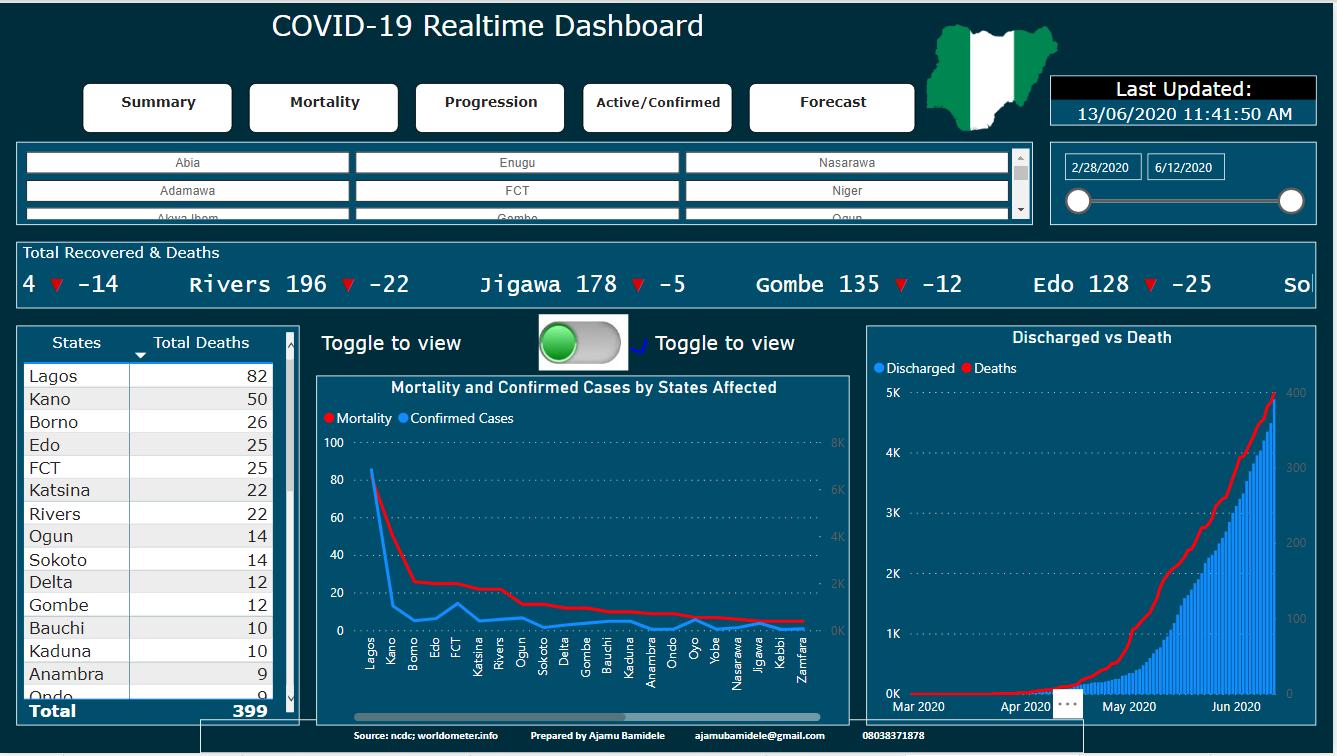 COVID-19 Realtime Dashboard
Summary
Mortality
Progression
Active/Confirmed
Forecast
Last Updated:
13/06/2020 11:41:50 AM
Abia
Enugu
Nasarawa
Adamawa
FCT
Niger
Akwa Ibom
Gombe
Ogun
2/28/2020
6/12/2020
Total Recovered & Deaths
4 ▼ -14 Rivers 196 ▼ -22 Jigawa 178 ▼ -5 Gombe 135 ▼ -12 Edo 128 ▼ -25 So
States Total Deaths
Lagos 82
Kano 50
Borno 26
Edo 25
FCT 25
Katsina 22
Rivers 22
Ogun 14
Sokoto 14
Delta 12
Gombe 12
Bauchi 10
Kaduna 10
Anambra 9
Ondo 9
Total 399
Toggle to view
Toggle to view
Mortality and Confirmed Cases by States Affected
Mortality Confirmed Cases
100
80
60
40
20
0
8K
6K
4K
2K
0K
Lagos
Kano
Borno
Edo
FCT
Katsina
Rivers
Ogun
Sokoto
Delta
Gombe
Bauchi
Kaduna
Anambra
Ondo
Oyo
Yobe
Nasarawa
Jigawa
Kebbi
Zamfara
Discharged vs Death
Discharged Deaths
5K
4K
3K
2K
1K
0K
400
300
200
100
0
Mar 2020
Apr 2020
May 2020
Jun 2020
Source: ncdc; worldometer.info Prepared by Ajamu Bamidele ajamubamidele@gmail.com 08038371878